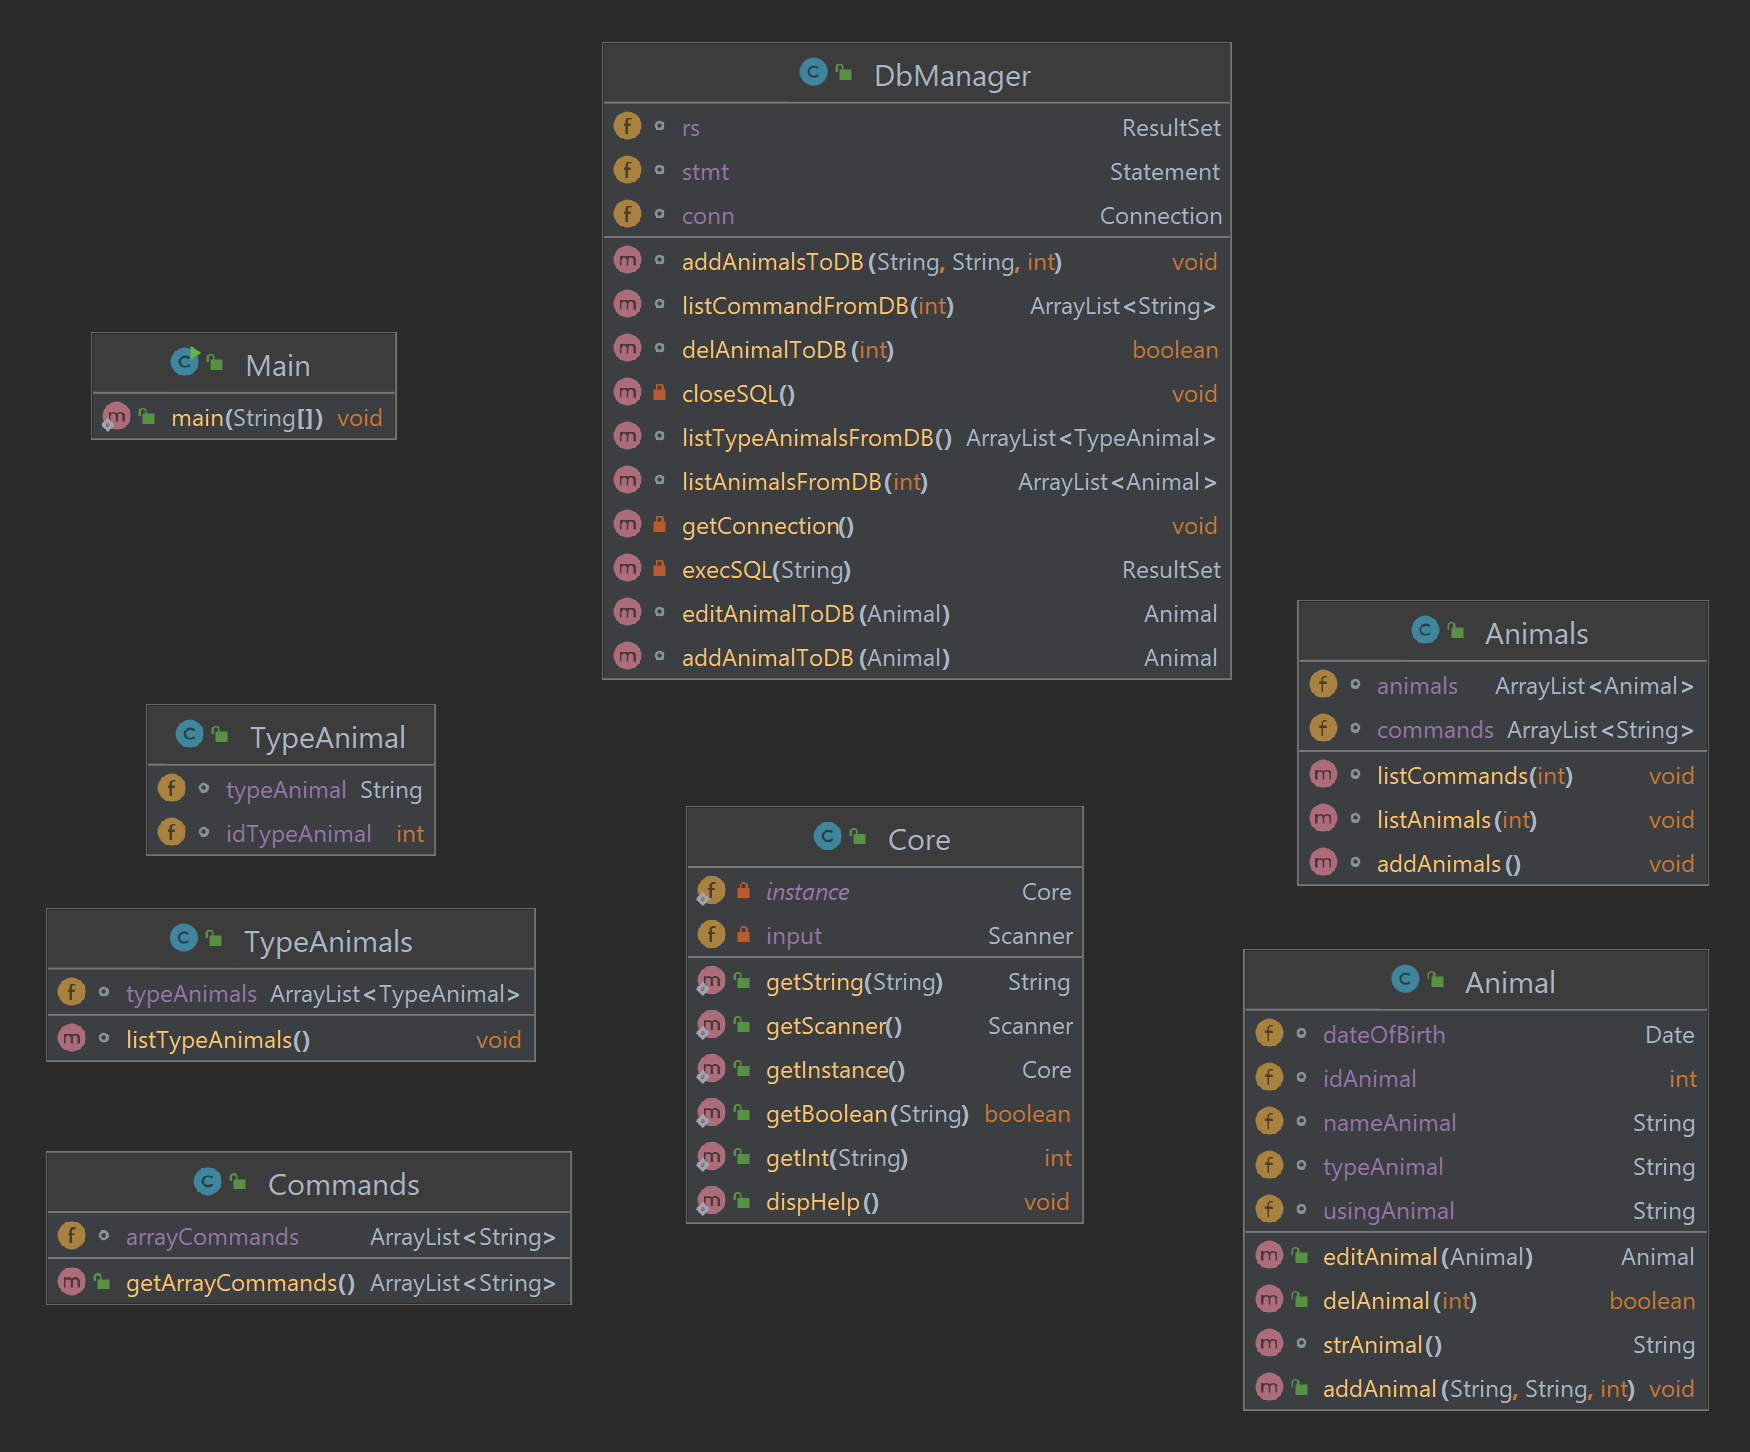 DbManager
rs ResultSet
stmt Statement
conn Connection
addAnimalsToDB(String, String, int) void
listCommandFromDB(int) ArrayList<String>
delAnimalToDB(int) boolean
closeSQL() void
listTypeAnimalsFromDB() ArrayList<TypeAnimal>
listAnimalsFromDB(int) ArrayList<Animal>
getConnection() void
execSQL(String) ResultSet
editAnimalToDB(Animal) Animal
addAnimalToDB(Animal) Animal
Main
main(String[]) void
TypeAnimal
typeAnimal String
idTypeAnimal int
TypeAnimals
typeAnimals ArrayList<TypeAnimal>
listTypeAnimals() void
Commands
arrayCommands ArrayList<String>
getArrayCommands() ArrayList<String>
Core
instance Core
input Scanner
getString(String) String
getScanner() Scanner
getInstance() Core
getBoolean(String) boolean
getInt(String) int
dispHelp() void
Animals
animals ArrayList<Animal>
commands ArrayList<String>
listCommands(int) void
listAnimals(int) void
addAnimals() void
Animal
dateOfBirth Date
idAnimal int
nameAnimal String
typeAnimal String
usingAnimal String
editAnimal(Animal) Animal
delAnimal(int) boolean
strAnimal() String
addAnimal(String, String, int) void